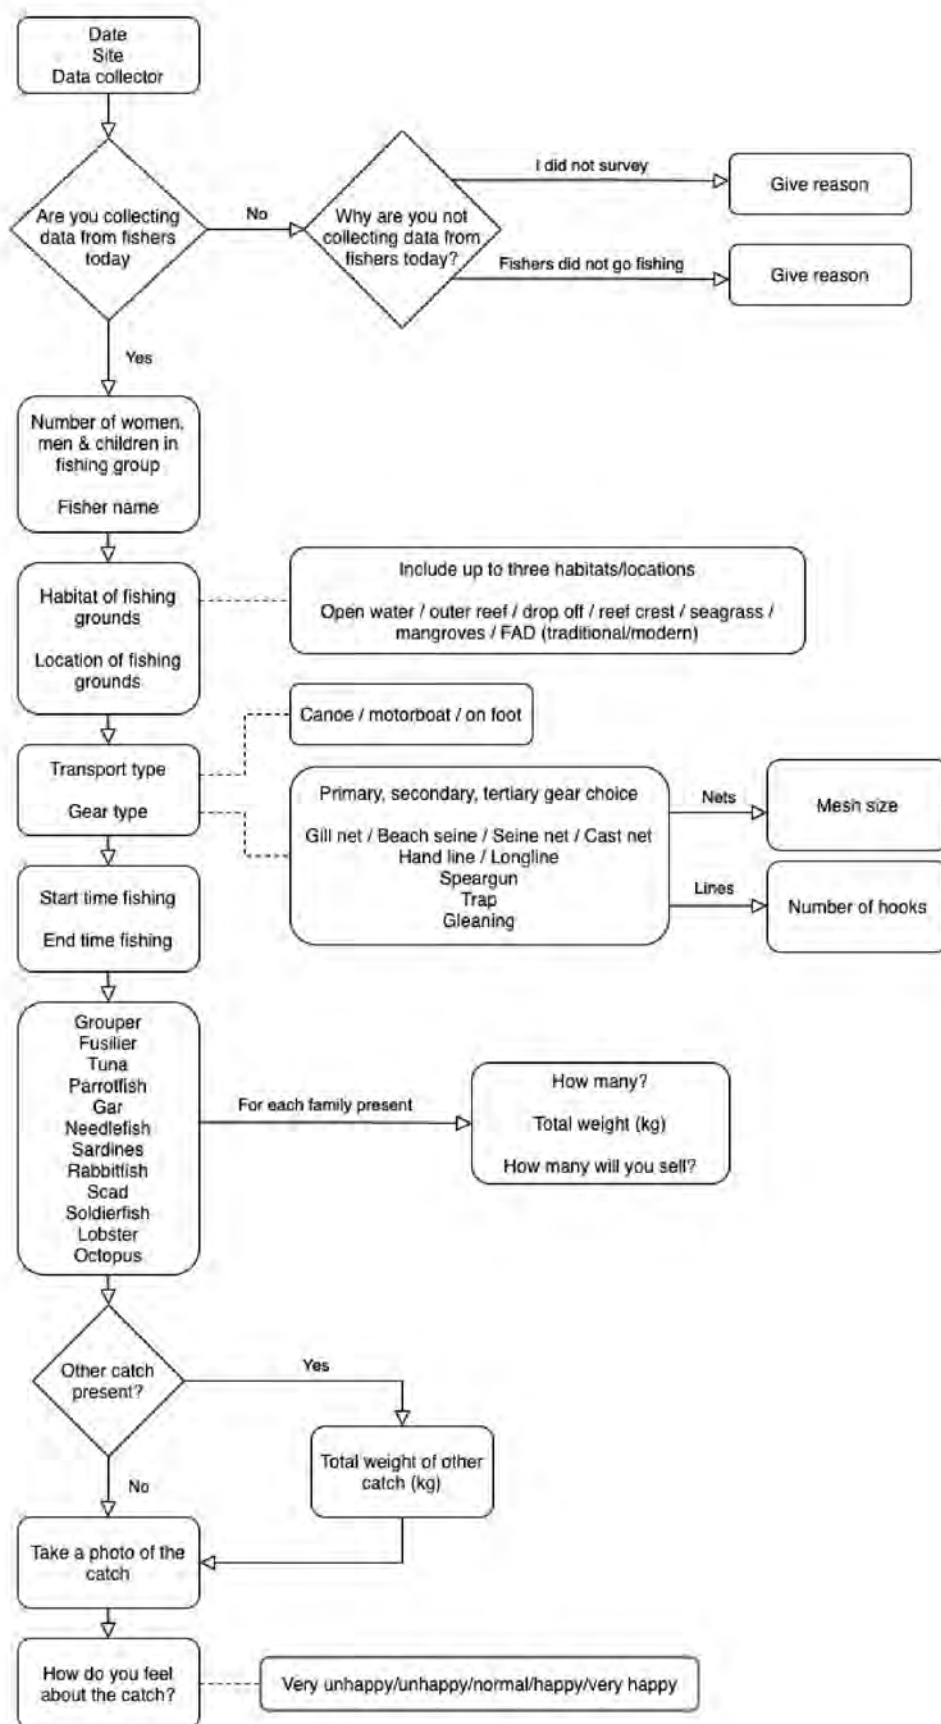 Date
Site
Data collector
Are you collecting
data from fishers
today
No
Why are you not
collecting data from
fishers today?
I did not survey
Give reason
Fishers did not go fishing
Give reason
Yes
Number of women,
men & children in
fishing group
Fisher name
Habitat of fishing
grounds
Location of fishing
grounds
Include up to three habitats/locations
Open water / outer reef / drop off / reef crest / seagrass /
mangroves / FAD (traditional/modern)
Transport type
Gear type
Canoe / motorboat / on foot
Primary, secondary, tertiary gear choice
Gill net / Beach seine / Seine net / Cast net
Hand line / Longline
Speargun
Trap
Gleaning
Nets
Mesh size
Lines
Number of hooks
Start time fishing
End time fishing
Grouper
Fusilier
Tuna
Parrotfish
Gar
Needlefish
Sardines
Rabbitfish
Scad
Soldierfish
Lobster
Octopus
For each family present
How many?
Total weight (kg)
How many will you sell?
Other catch
present?
Yes
Total weight of other
catch (kg)
No
Take a photo of the
catch
How do you feel
about the catch?
Very unhappy/unhappy/normal/happy/very happy